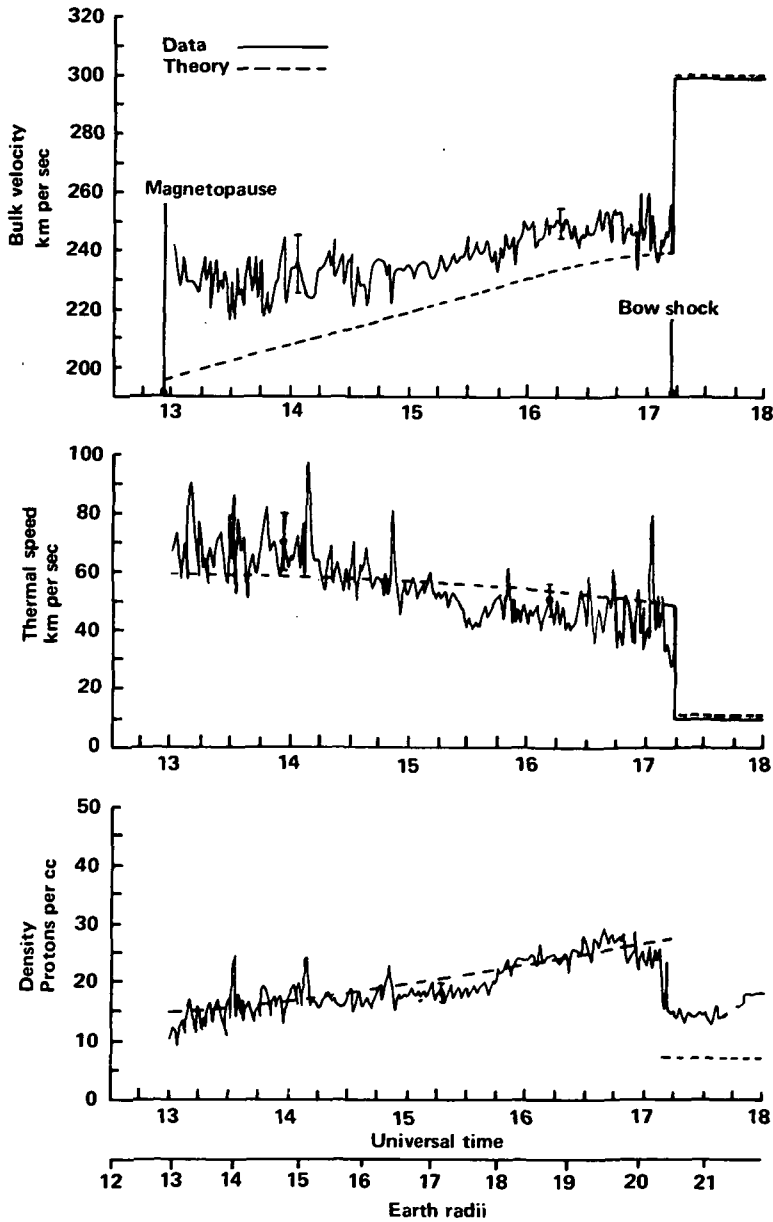 320
300
280
260
240
220
200
Bulk velocity
km per sec
Data
Theory
Magnetopause
Bow shock
13 14 15 16 17 18
100
80
60
40
20
0
Thermal speed
km per sec
13 14 15 16 17 18
50
40
30
20
10
0
Density
Protons per cc
13 14 15 16 17 18
Universal time
12 13 14 15 16 17 18 19 20 21
Earth radii